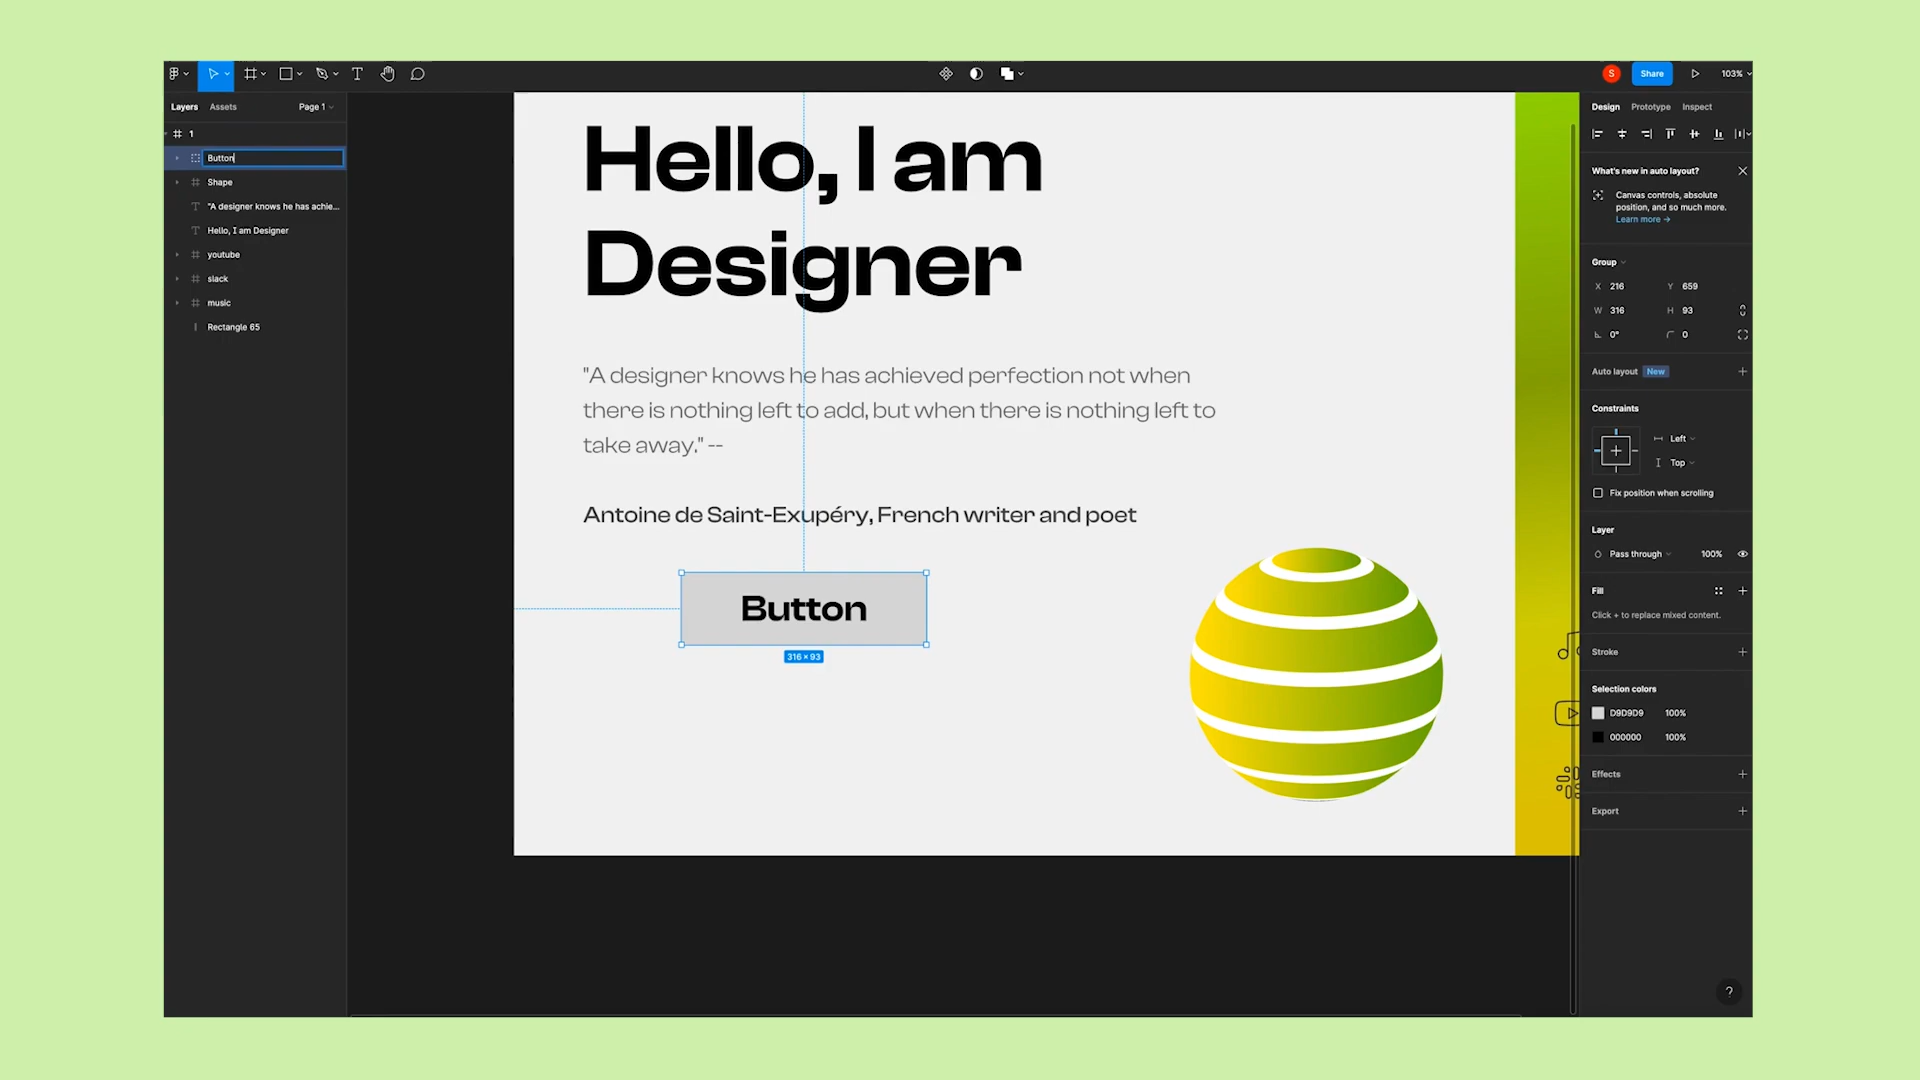 S
Share
103%
Layers
Assets
Page 1
1
Button
Shape
"A designer knows he has achie...
Hello, I am Designer
youtube
slack
music
Rectangle 65
Hello, I am
Designer
"A designer knows he has achieved perfection not when
there is nothing left to add, but when there is nothing left to
take away." --
Antoine de Saint-Exupéry, French writer and poet
Button
316 × 93
Design
Prototype
Inspect
What's new in auto layout?
Canvas controls, absolute
position, and so much more.
Learn more →
Group
X 216
Y 659
W 316
H 93
0°
0
Auto layout New
Constraints
Left
Top
Fix position when scrolling
Layer
Pass through
100%
Fill
Click + to replace mixed content.
Stroke
Selection colors
D9D9D9 100%
000000 100%
Effects
Export
?